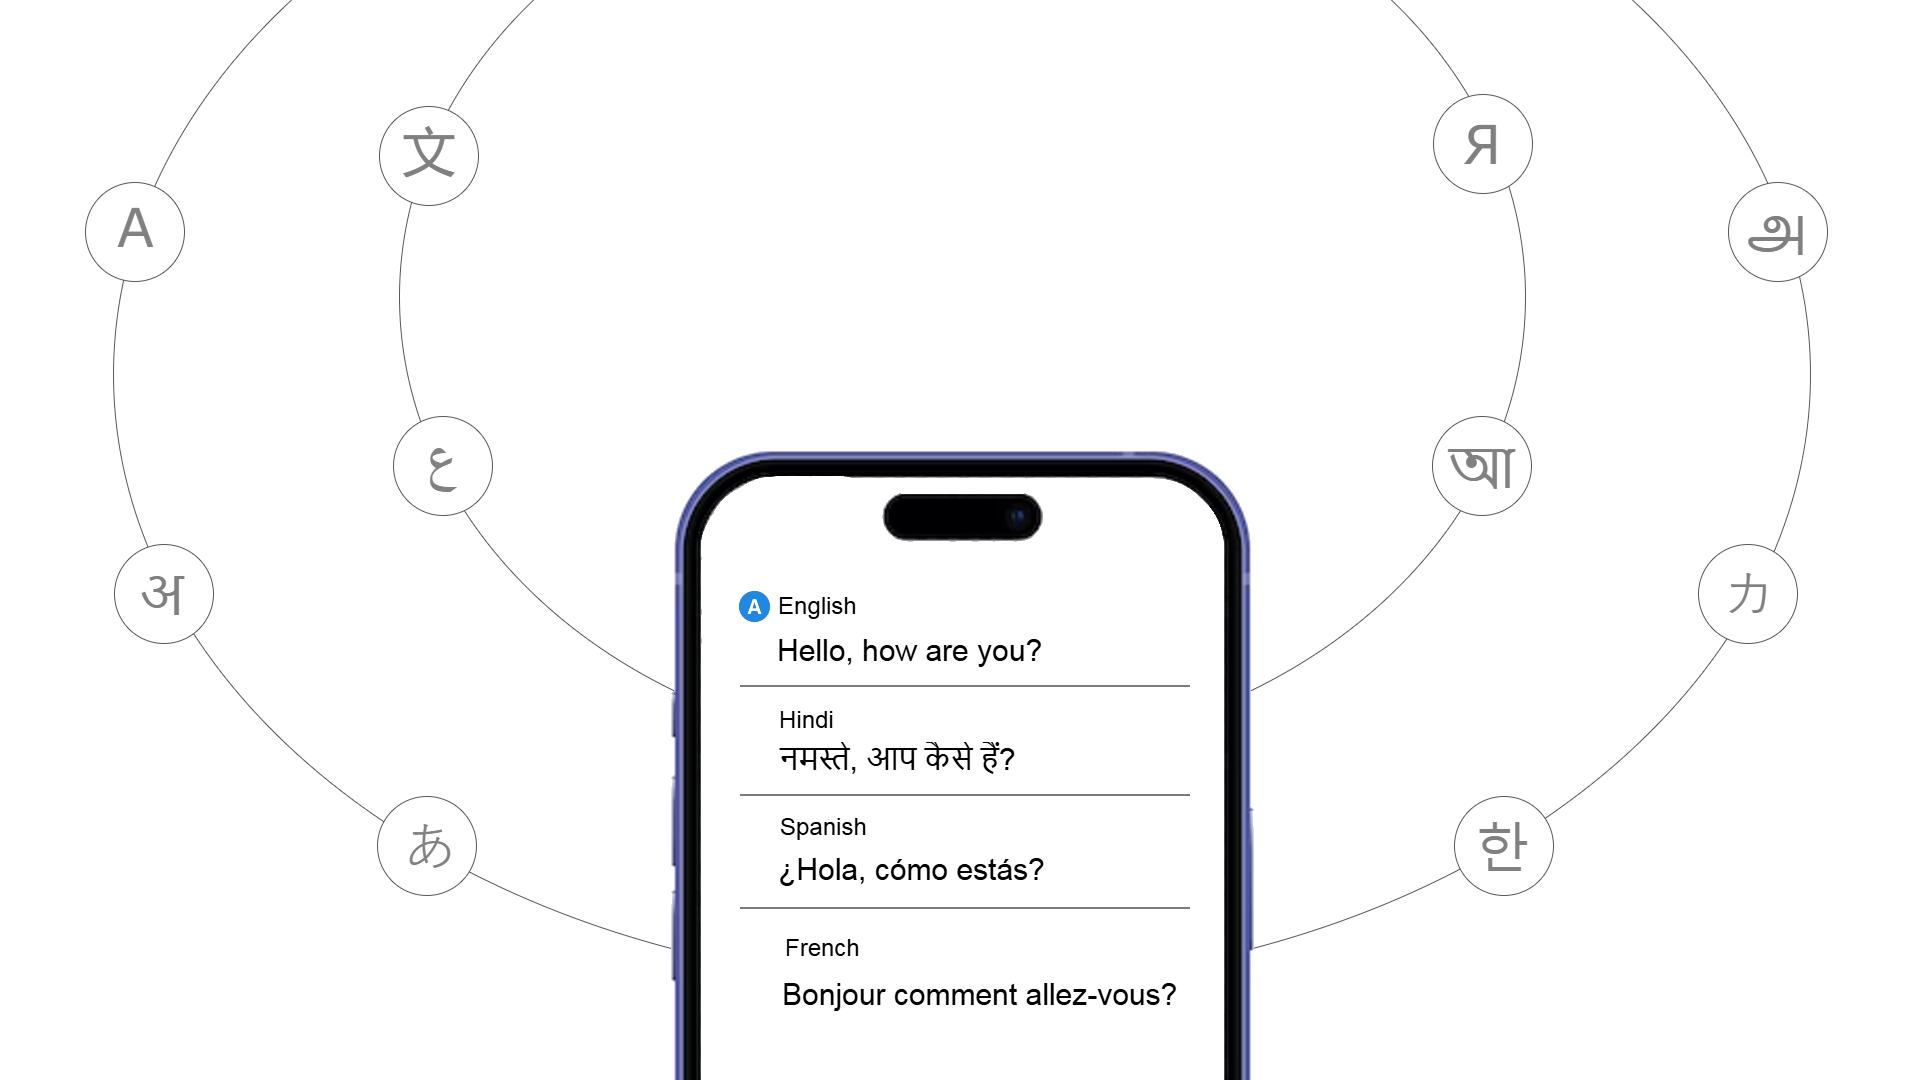 文
Я
A
அ
ع
আ
अ
カ
あ
한
A English
Hello, how are you?
Hindi
नमस्ते, आप कैसे हैं?
Spanish
¿Hola, cómo estás?
French
Bonjour comment allez-vous?